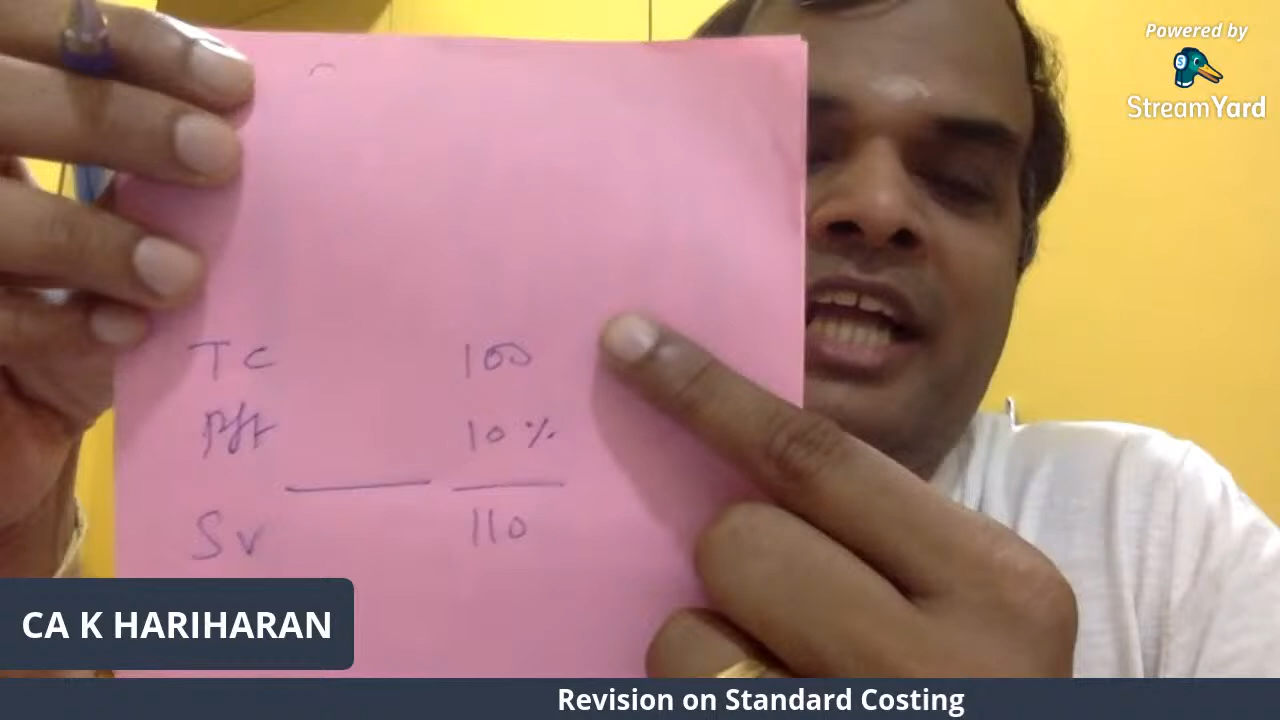 Powered by
StreamYard
TC 100
Pft 10%
SV 110
CA K HARIHARAN
Revision on Standard Costing